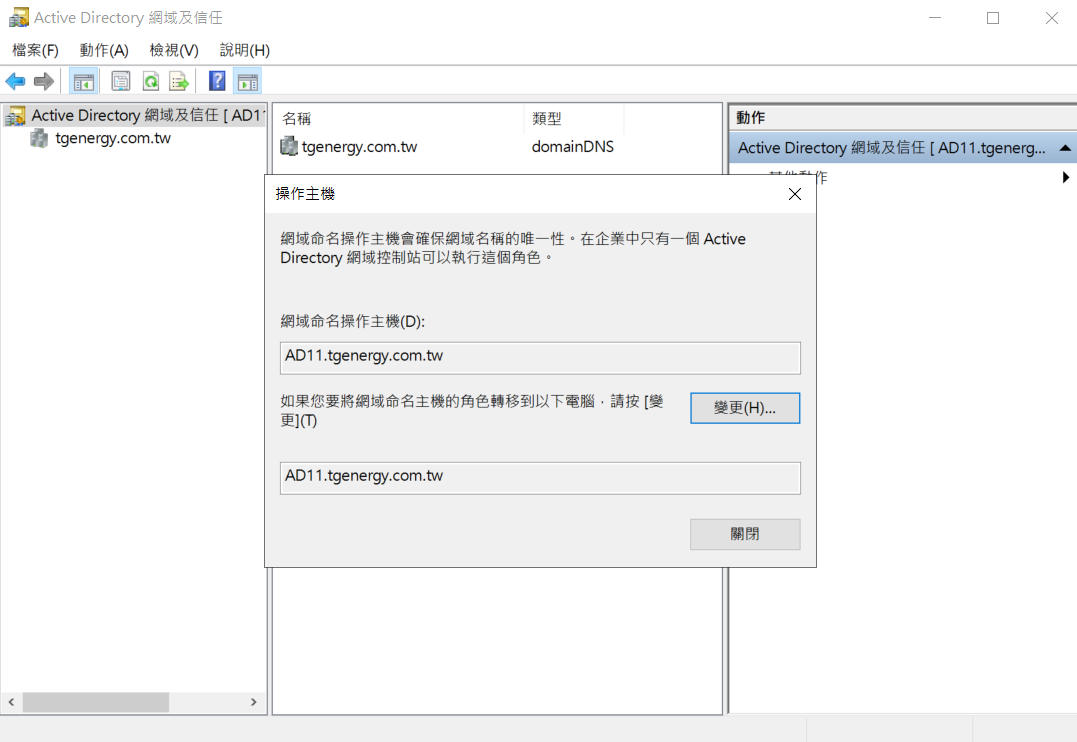 Active Directory 網域及信任
檔案(F) 動作(A) 檢視(V) 說明(H)
Active Directory 網域及信任 [ AD11
tgenergy.com.tw
名稱 類型
tgenergy.com.tw domainDNS
動作
Active Directory 網域及信任 [ AD11.tgenerg...
其他動作
操作主機
網域命名操作主機會確保網域名稱的唯一性。在企業中只有一個 Active
Directory 網域控制站可以執行這個角色。
網域命名操作主機(D):
AD11.tgenergy.com.tw
如果您要將網域命名主機的角色轉移到以下電腦，請按 [變
更](T)
變更(H)...
AD11.tgenergy.com.tw
關閉